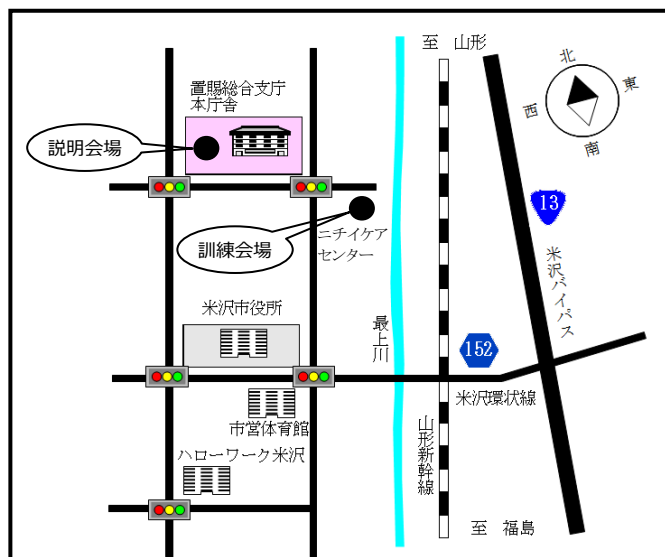 至 山形
北
東
西
南
置賜総合支庁
本庁舎
説明会場
13
訓練会場
ニチイケア
センター
米沢バイパス
米沢市役所
最上川
152
米沢環状線
市営体育館
山形新幹線
ハローワーク米沢
至 福島